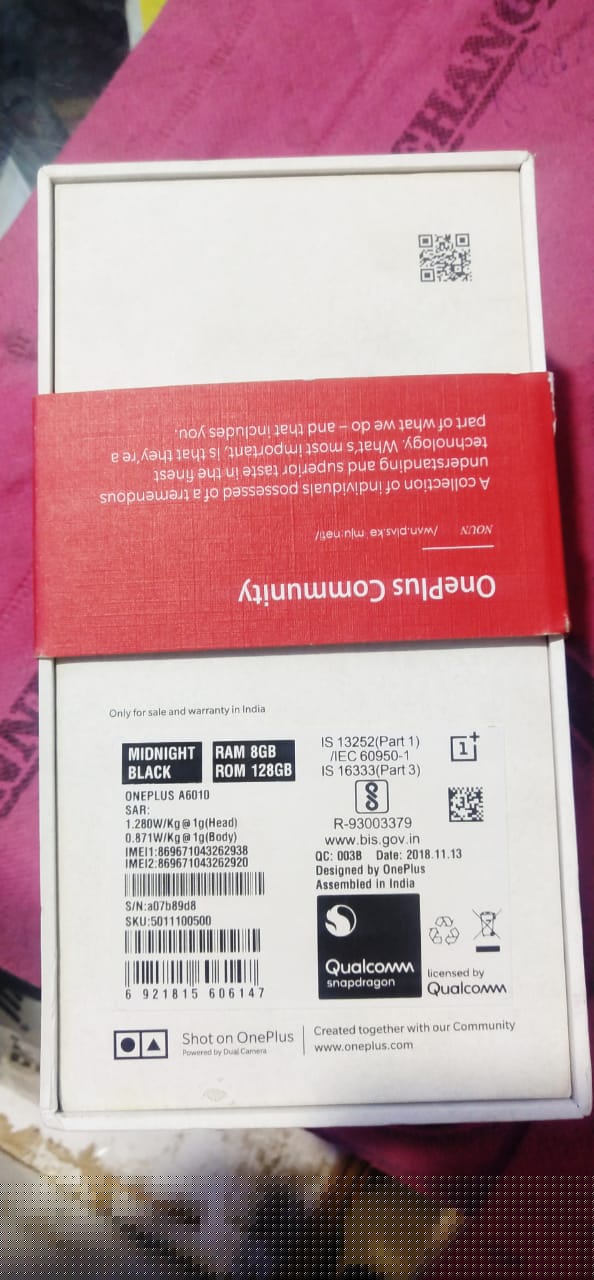 CHANG
OnePlus Community
NOUN /wʌn.plʌs.kəˈmjuː.nəti/
A collection of individuals possessed of a tremendous
understanding and superior taste in the finest
technology. What's most important, is that they're a
part of what we do – and that includes you.
Only for sale and warranty in India
MIDNIGHT
BLACK
RAM 8GB
ROM 128GB
ONEPLUS A6010
SAR:
1.280W/Kg@1g(Head)
0.871W/Kg@1g(Body)
IMEI1:869671043262938
IMEI2:869671043262920
S/N:a07b89d8
SKU:5011100500
6 921815 606147
IS 13252(Part 1)
/IEC 60950-1
IS 16333(Part 3)
R-93003379
www.bis.gov.in
QC: 003B Date: 2018.11.13
Designed by OnePlus
Assembled in India
1+
Qualcomm
snapdragon
licensed by
Qualcomm
Shot on OnePlus
Powered by Dual Camera
Created together with our Community
www.oneplus.com